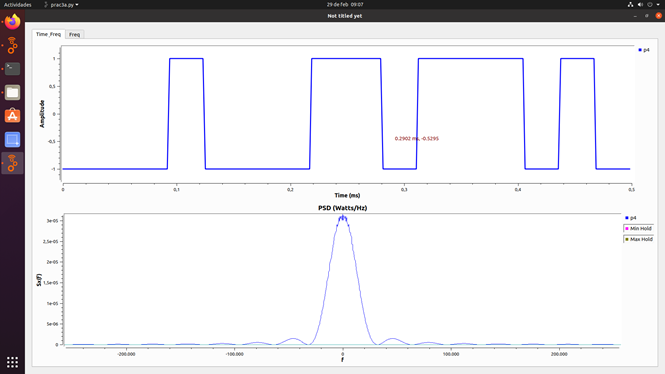 Actividades
prac3a.py
29 de feb 09:07
Not titled yet
Time_Freq
Freq
p4
1
0,5
0
-0,5
-1
Amplitude
0.2902 ms, -0.5295
0
0,1
0,2
0,3
0,4
0,5
Time (ms)
PSD (Watts/Hz)
p4
Min Hold
Max Hold
3e-05
2,5e-05
2e-05
1,5e-05
1e-05
5e-06
0
Sx(f)
-200.000
-100.000
0
100.000
200.000
f